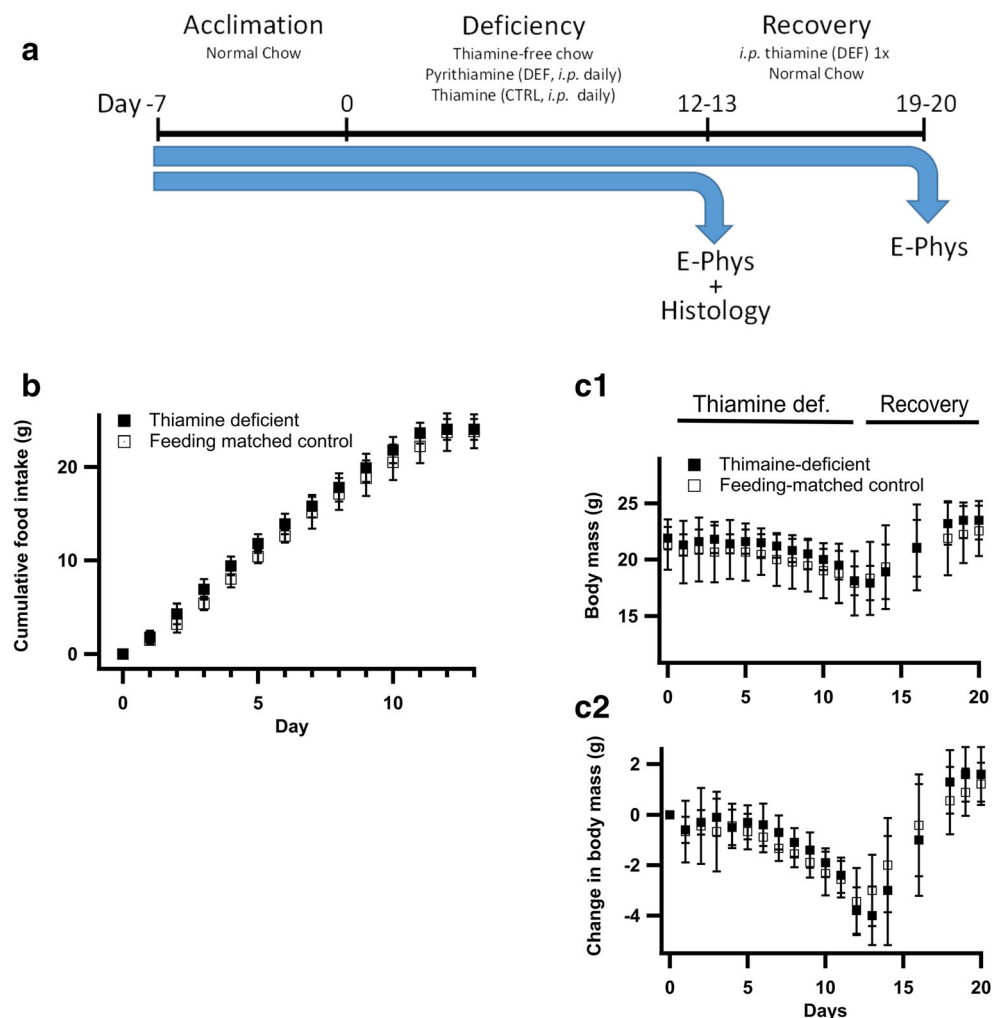 a
Acclimation
Normal Chow
Deficiency
Thiamine-free chow
Pyrithiamine (DEF, i.p. daily)
Thiamine (CTRL, i.p. daily)
Recovery
i.p. thiamine (DEF) 1x
Normal Chow
Day -7 0 12-13 19-20
E-Phys
+
Histology
E-Phys
b
Thiamine deficient
Feeding matched control
Cumulative food intake (g)
20
10
0
0 5 10
Day
c1
Thiamine def. Recovery
Thimaine-deficient
Feeding-matched control
Body mass (g)
25
20
15
0 5 10 15 20
c2
Change in body mass (g)
2
0
-2
-4
0 5 10 15 20
Days